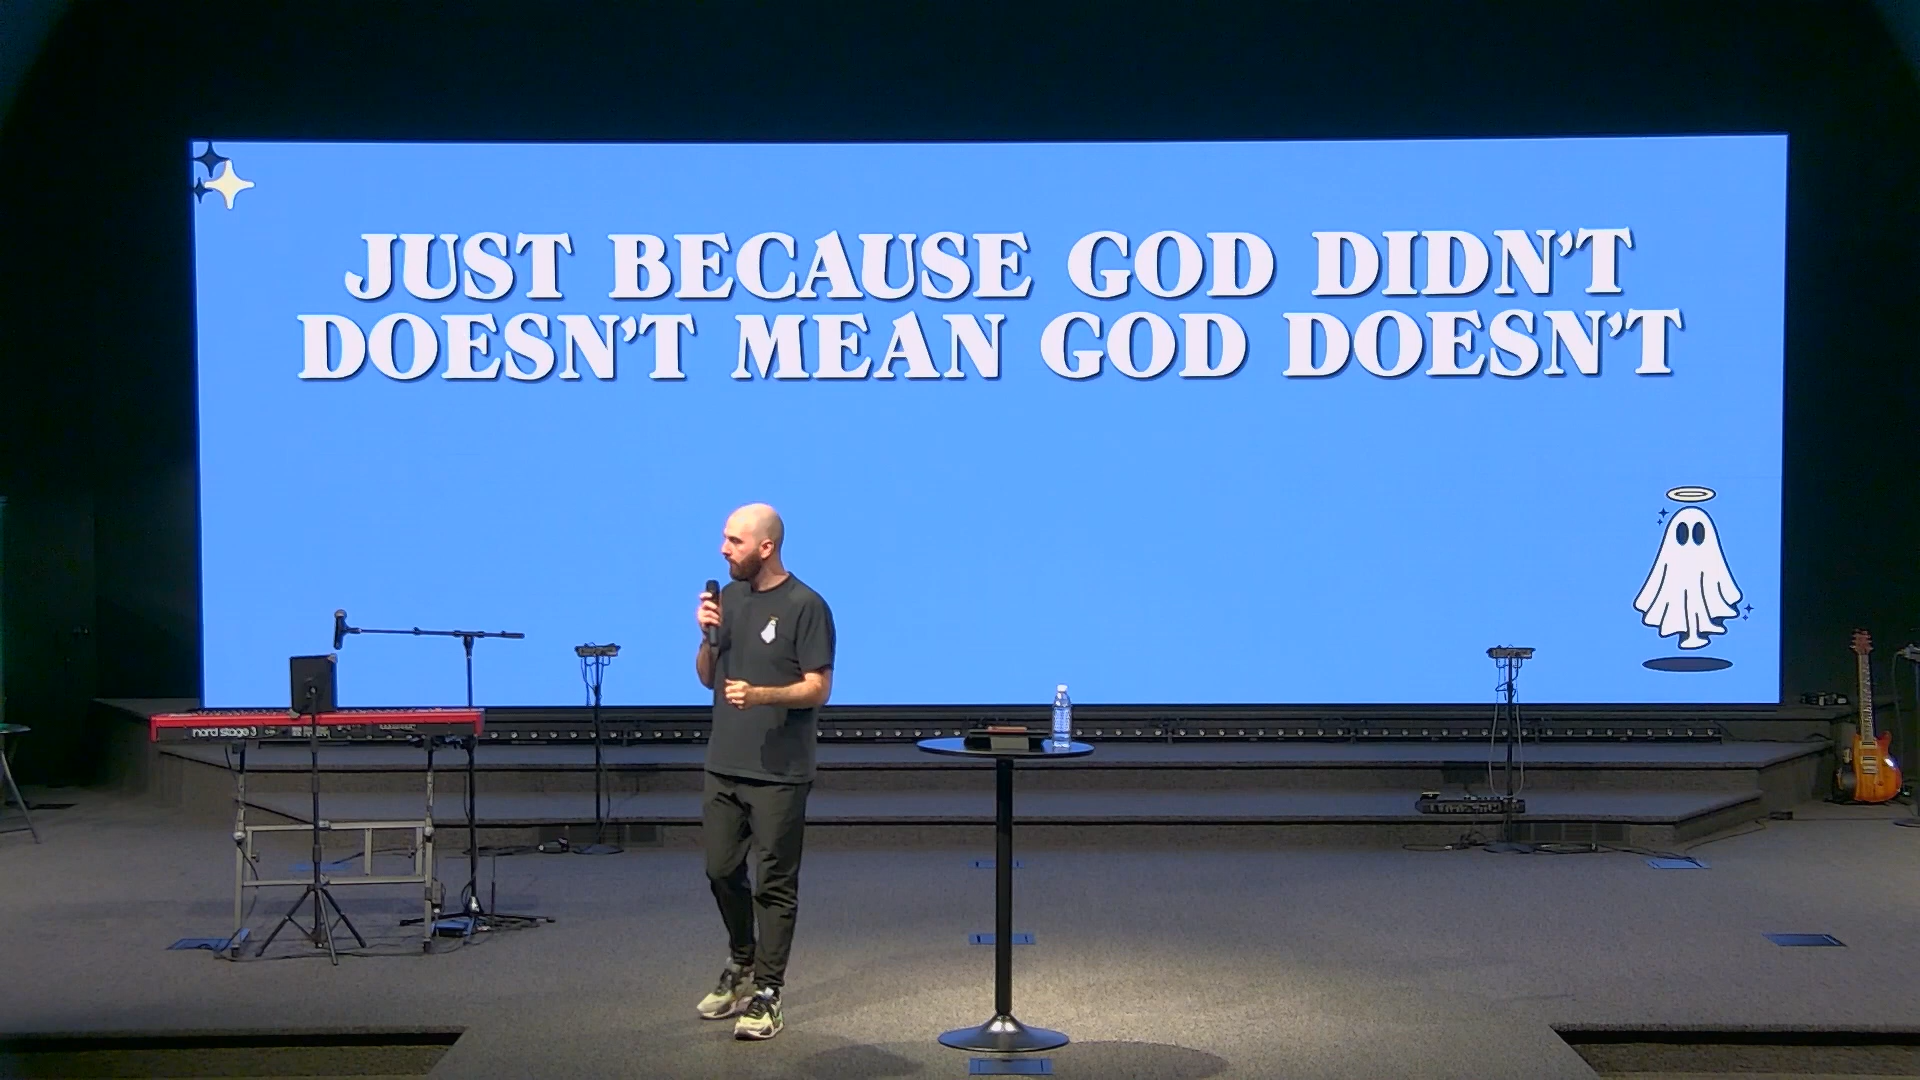 JUST BECAUSE GOD DIDN'T
DOESN'T MEAN GOD DOESN'T
nord stage 3